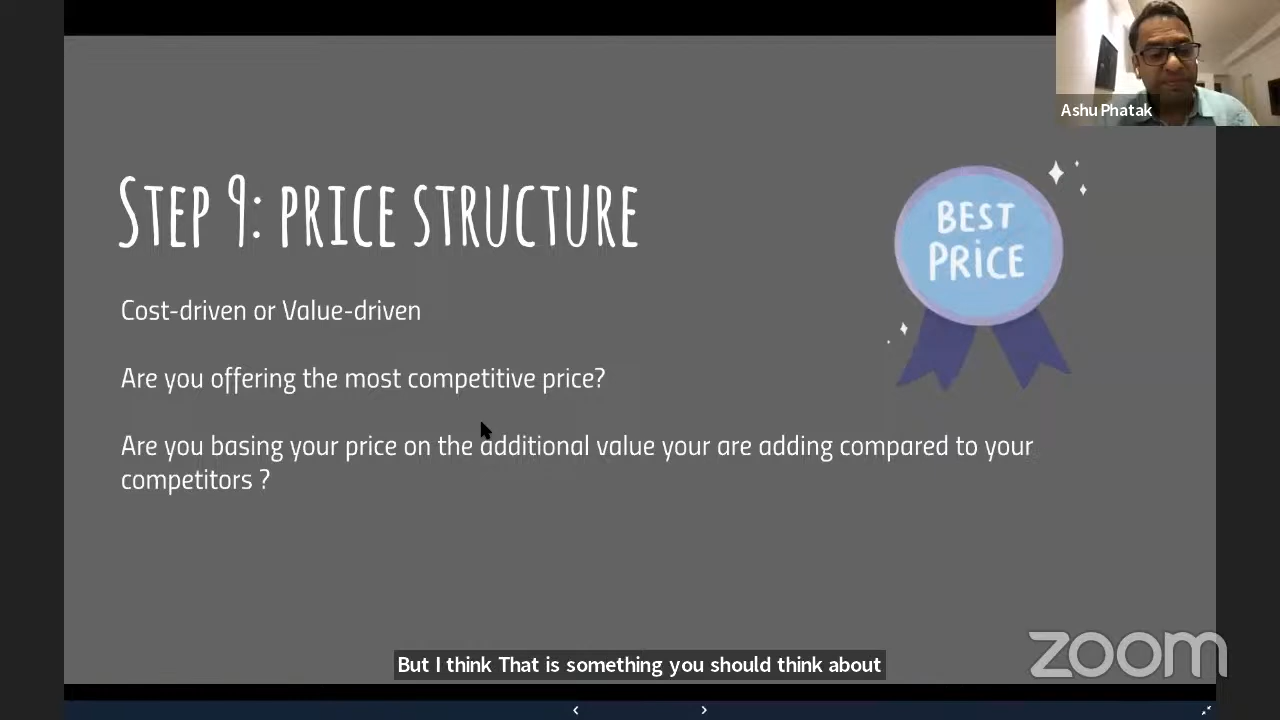 Ashu Phatak
STEP 9: PRICE STRUCTURE
BEST
PRICE
Cost-driven or Value-driven
Are you offering the most competitive price?
Are you basing your price on the additional value your are adding compared to your
competitors ?
But I think That is something you should think about
zoom